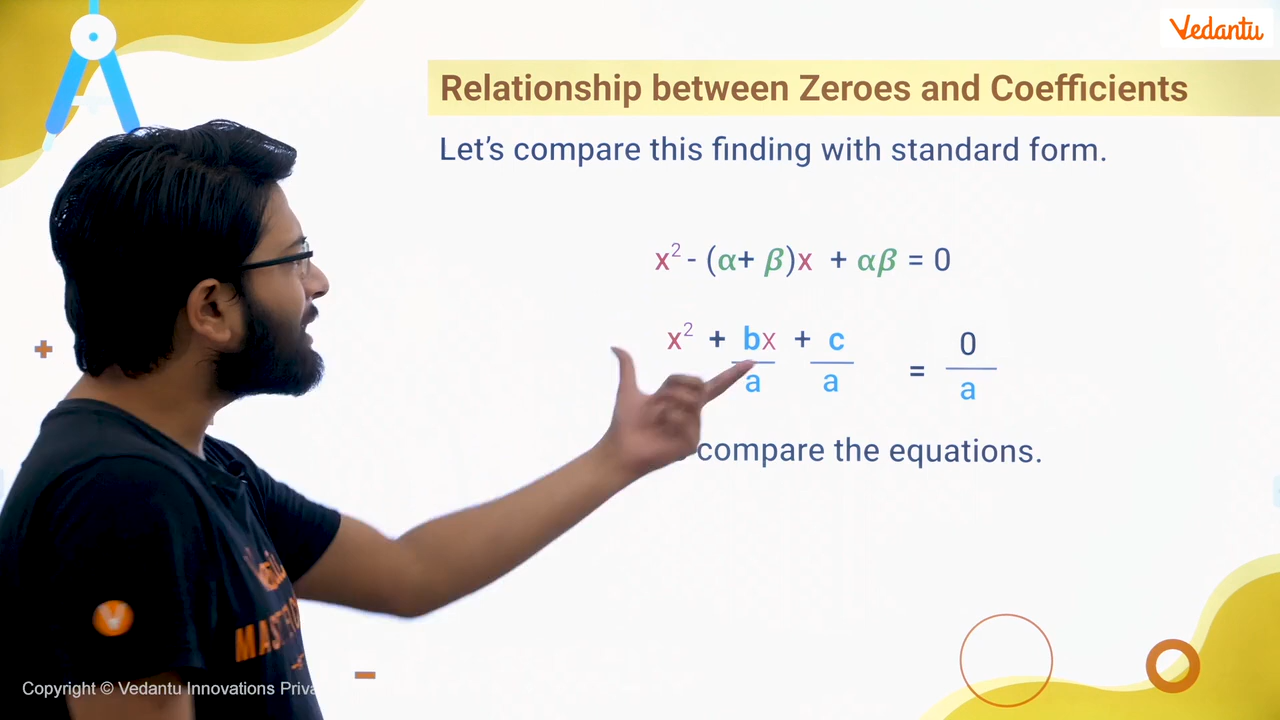 Vedantu
Relationship between Zeroes and Coefficients
Let's compare this finding with standard form.
x² - (α+ β)x + αβ = 0
x² + bx/a + c/a = 0/a
compare the equations.
Copyright © Vedantu Innovations